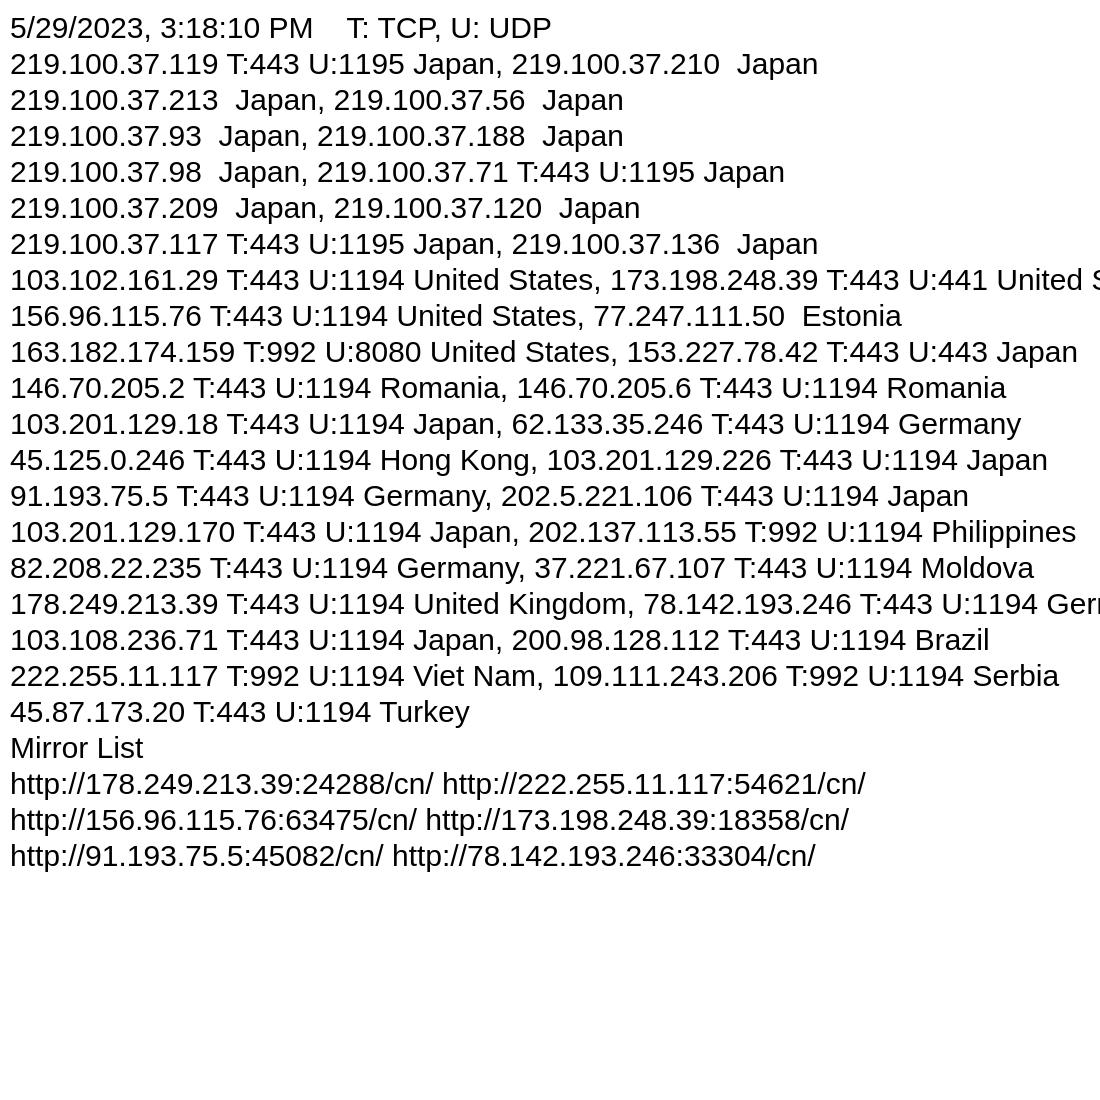 5/29/2023, 3:18:10 PM    T: TCP, U: UDP
219.100.37.119 T:443 U:1195 Japan, 219.100.37.210  Japan
219.100.37.213  Japan, 219.100.37.56  Japan
219.100.37.93  Japan, 219.100.37.188  Japan
219.100.37.98  Japan, 219.100.37.71 T:443 U:1195 Japan
219.100.37.209  Japan, 219.100.37.120  Japan
219.100.37.117 T:443 U:1195 Japan, 219.100.37.136  Japan
103.102.161.29 T:443 U:1194 United States, 173.198.248.39 T:443 U:441 United S
156.96.115.76 T:443 U:1194 United States, 77.247.111.50  Estonia
163.182.174.159 T:992 U:8080 United States, 153.227.78.42 T:443 U:443 Japan
146.70.205.2 T:443 U:1194 Romania, 146.70.205.6 T:443 U:1194 Romania
103.201.129.18 T:443 U:1194 Japan, 62.133.35.246 T:443 U:1194 Germany
45.125.0.246 T:443 U:1194 Hong Kong, 103.201.129.226 T:443 U:1194 Japan
91.193.75.5 T:443 U:1194 Germany, 202.5.221.106 T:443 U:1194 Japan
103.201.129.170 T:443 U:1194 Japan, 202.137.113.55 T:992 U:1194 Philippines
82.208.22.235 T:443 U:1194 Germany, 37.221.67.107 T:443 U:1194 Moldova
178.249.213.39 T:443 U:1194 United Kingdom, 78.142.193.246 T:443 U:1194 Ger
103.108.236.71 T:443 U:1194 Japan, 200.98.128.112 T:443 U:1194 Brazil
222.255.11.117 T:992 U:1194 Viet Nam, 109.111.243.206 T:992 U:1194 Serbia
45.87.173.20 T:443 U:1194 Turkey
Mirror List
http://178.249.213.39:24288/cn/ http://222.255.11.117:54621/cn/
http://156.96.115.76:63475/cn/ http://173.198.248.39:18358/cn/
http://91.193.75.5:45082/cn/ http://78.142.193.246:33304/cn/